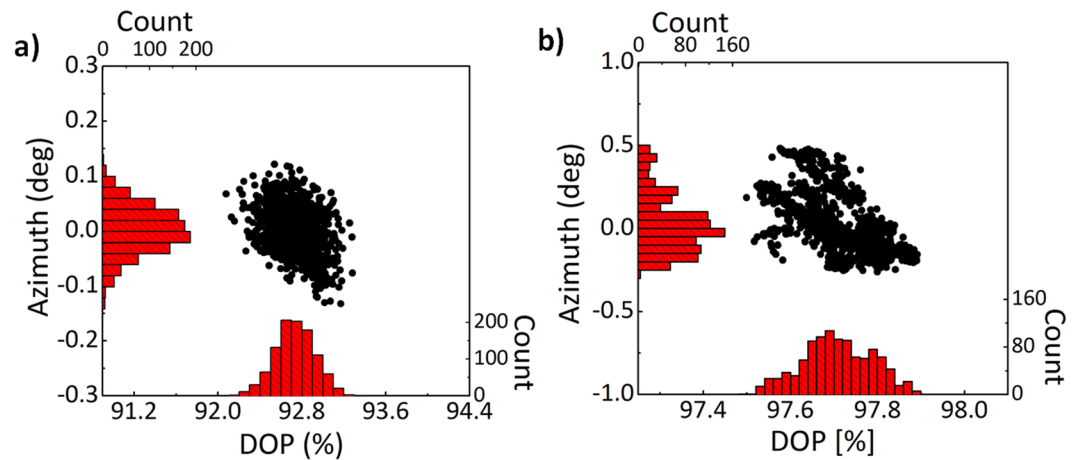 a)
Count
0 100 200
0.3
0.2
0.1
0.0
-0.1
-0.2
-0.3
Azimuth (deg)
200
100
0
Count
91.2 92.0 92.8 93.6 94.4
DOP (%)
b)
Count
0 80 160
1.0
0.5
0.0
-0.5
-1.0
Azimuth (deg)
160
80
0
Count
97.4 97.6 97.8 98.0
DOP [%]